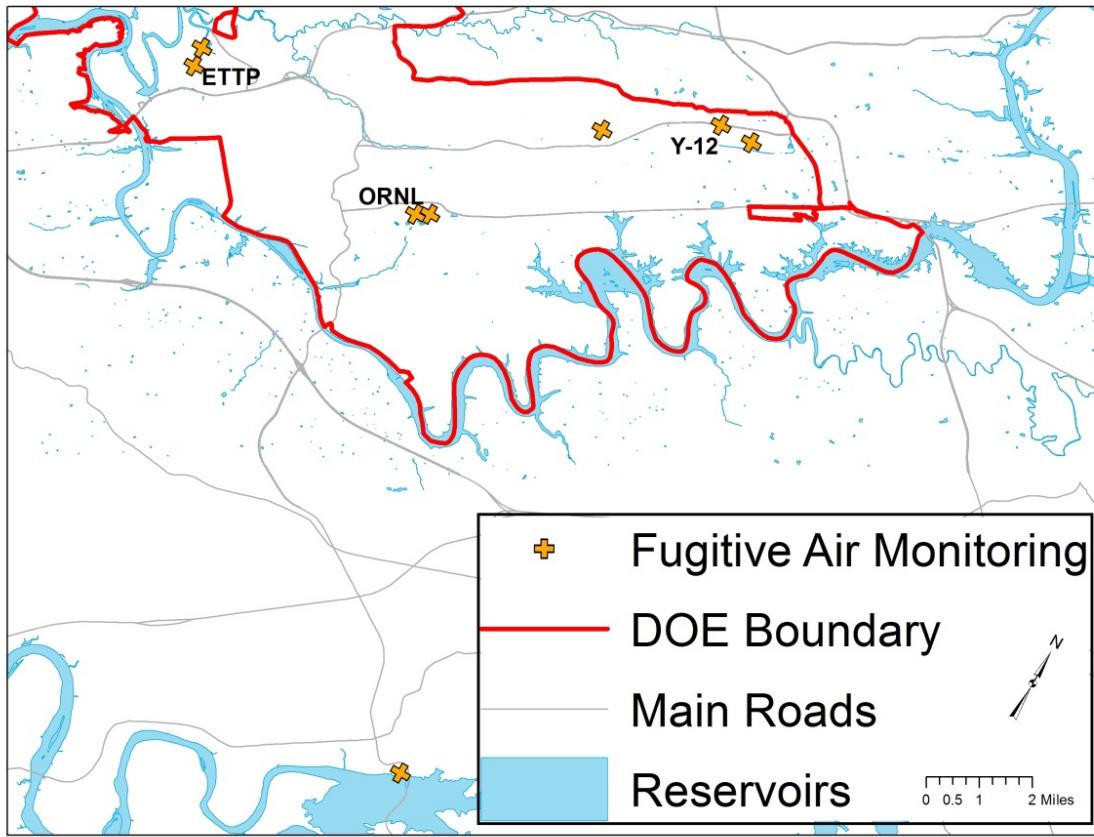 ETTP
Y-12
ORNL
Fugitive Air Monitoring
DOE Boundary
N
Main Roads
Reservoirs
0 0.5 1 2 Miles